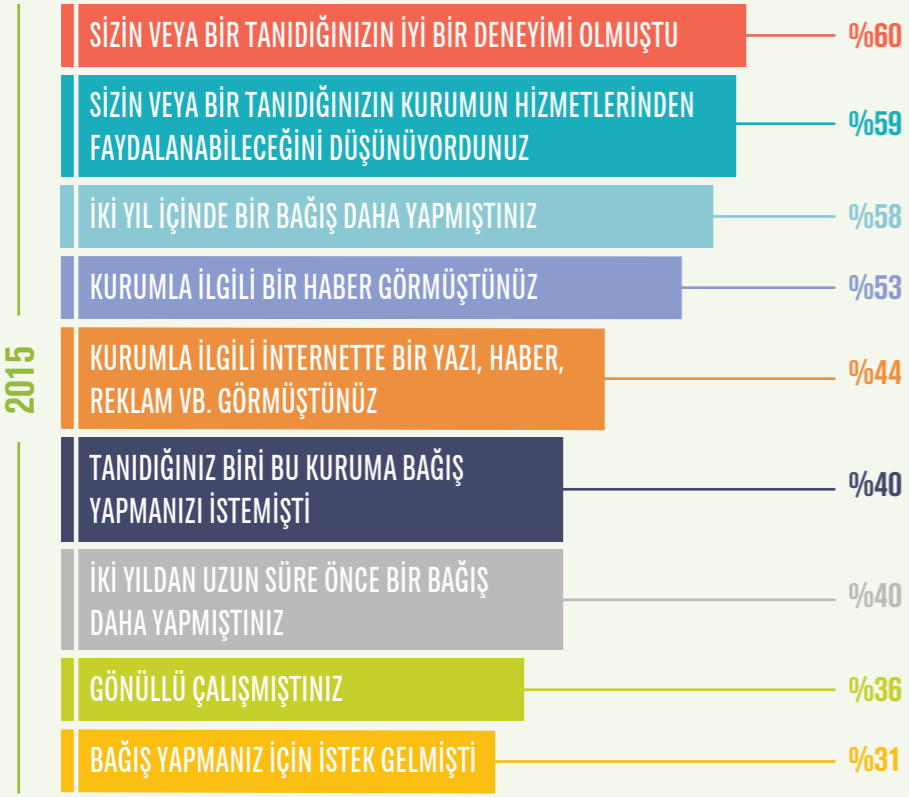 SİZİN VEYA BİR TANIDIĞINIZIN İYİ BİR DENEYİMİ OLMUŞTU %60
SİZİN VEYA BİR TANIDIĞINIZIN KURUMUN HİZMETLERİNDEN
FAYDALANABİLECEĞİNİ DÜŞÜNÜYORDUNUZ %59
İKİ YIL İÇİNDE BİR BAĞIŞ DAHA YAPMIŞTINIZ %58
KURUMLA İLGİLİ BİR HABER GÖRMÜŞTÜNÜZ %53
2015
KURUMLA İLGİLİ İNTERNETTE BİR YAZI, HABER,
REKLAM VB. GÖRMÜŞTÜNÜZ %44
TANIDIĞINIZ BİRİ BU KURUMA BAĞIŞ
YAPMANIZI İSTEMİŞTİ %40
İKİ YILDAN UZUN SÜRE ÖNCE BİR BAĞIŞ
DAHA YAPMIŞTINIZ %40
GÖNÜLLÜ ÇALIŞMIŞTINIZ %36
BAĞIŞ YAPMANIZ İÇİN İSTEK GELMİŞTİ %31